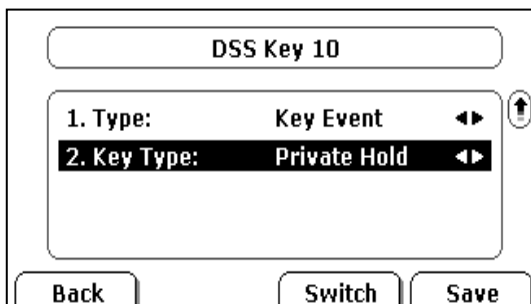 DSS Key 10
1. Type: Key Event
2. Key Type: Private Hold
Back Switch Save